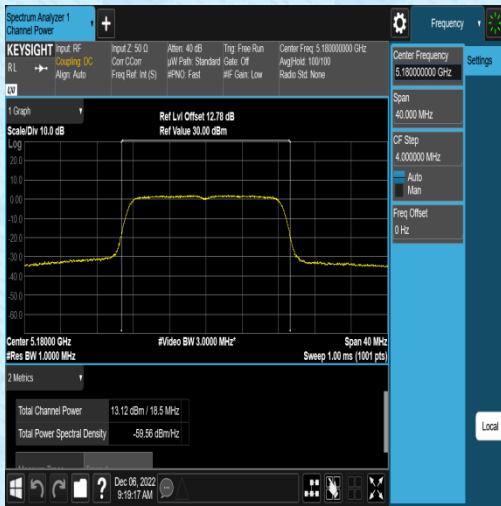 Spectrum Analyzer 1
Channel Power
Frequency
KEYSIGHT
RL
LXI
Input: RF
Coupling: DC
Align: Auto
Input Z: 50 Ω
Corr CCorr
Freq Ref: Int (S)
Atten: 40 dB
µW Path: Standard
#PNO: Fast
Trig: Free Run
Gate: Off
#IF Gain: Low
Center Freq: 5.180000000 GHz
Avg|Hold: 100/100
Radio Std: None
Center Frequency
5.180000000 GHz
Settings
Span
40.000 MHz
CF Step
4.000000 MHz
Auto
Man
Freq Offset
0 Hz
1 Graph
Scale/Div 10.0 dB
Ref Lvl Offset 12.78 dB
Ref Value 30.00 dBm
Log
20.0
10.0
0.00
-10.0
-20.0
-30.0
-40.0
-50.0
-60.0
Center 5.18000 GHz
#Res BW 1.0000 MHz
#Video BW 3.0000 MHz*
Span 40 MHz
Sweep 1.00 ms (1001 pts)
2 Metrics
Total Channel Power 13.12 dBm / 18.5 MHz
Total Power Spectral Density -59.56 dBm/Hz
Local
?
Dec 06, 2022
9:19:17 AM